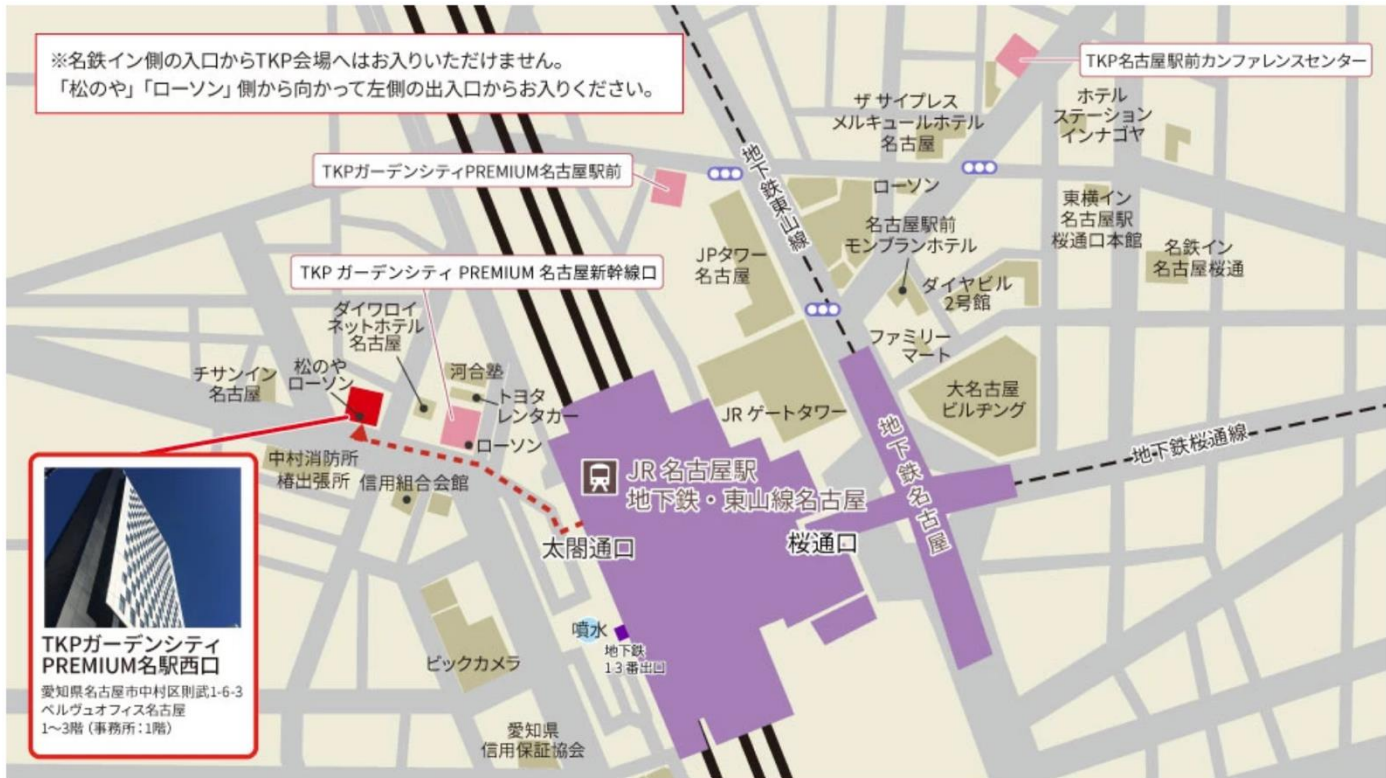 ※名鉄イン側の入口からTKP会場へはお入りいただけません。
「松のや」「ローソン」側から向かって左側の出入口からお入りください。
TKP名古屋駅前カンファレンスセンター
ザ サイプレス
メルキュールホテル
名古屋
ホテル
ステーション
インナゴヤ
TKPガーデンシティPREMIUM名古屋駅前
地下鉄東山線
ローソン
名古屋駅前
モンブランホテル
東横イン
名古屋駅
桜通口本館
名鉄イン
名古屋桜通
JPタワー
名古屋
TKP ガーデンシティ PREMIUM 名古屋新幹線口
ダイヤビル
2号館
ダイワロイ
ネットホテル
名古屋
ファミリー
マート
松のや
ローソン
チサンイン
名古屋
河合塾
トヨタ
レンタカー
ローソン
JR ゲートタワー
大名古屋
ビルヂング
地下鉄名古屋
地下鉄桜通線
中村消防所
椿出張所
信用組合会館
JR 名古屋駅
地下鉄・東山線名古屋
太閤通口
桜通口
噴水
地下鉄
13番出口
ビックカメラ
愛知県
信用保証協会
TKPガーデンシティ
PREMIUM名駅西口
愛知県名古屋市中村区則武1-6-3
ベルヴュオフィス名古屋
1〜3階（事務所：1階）